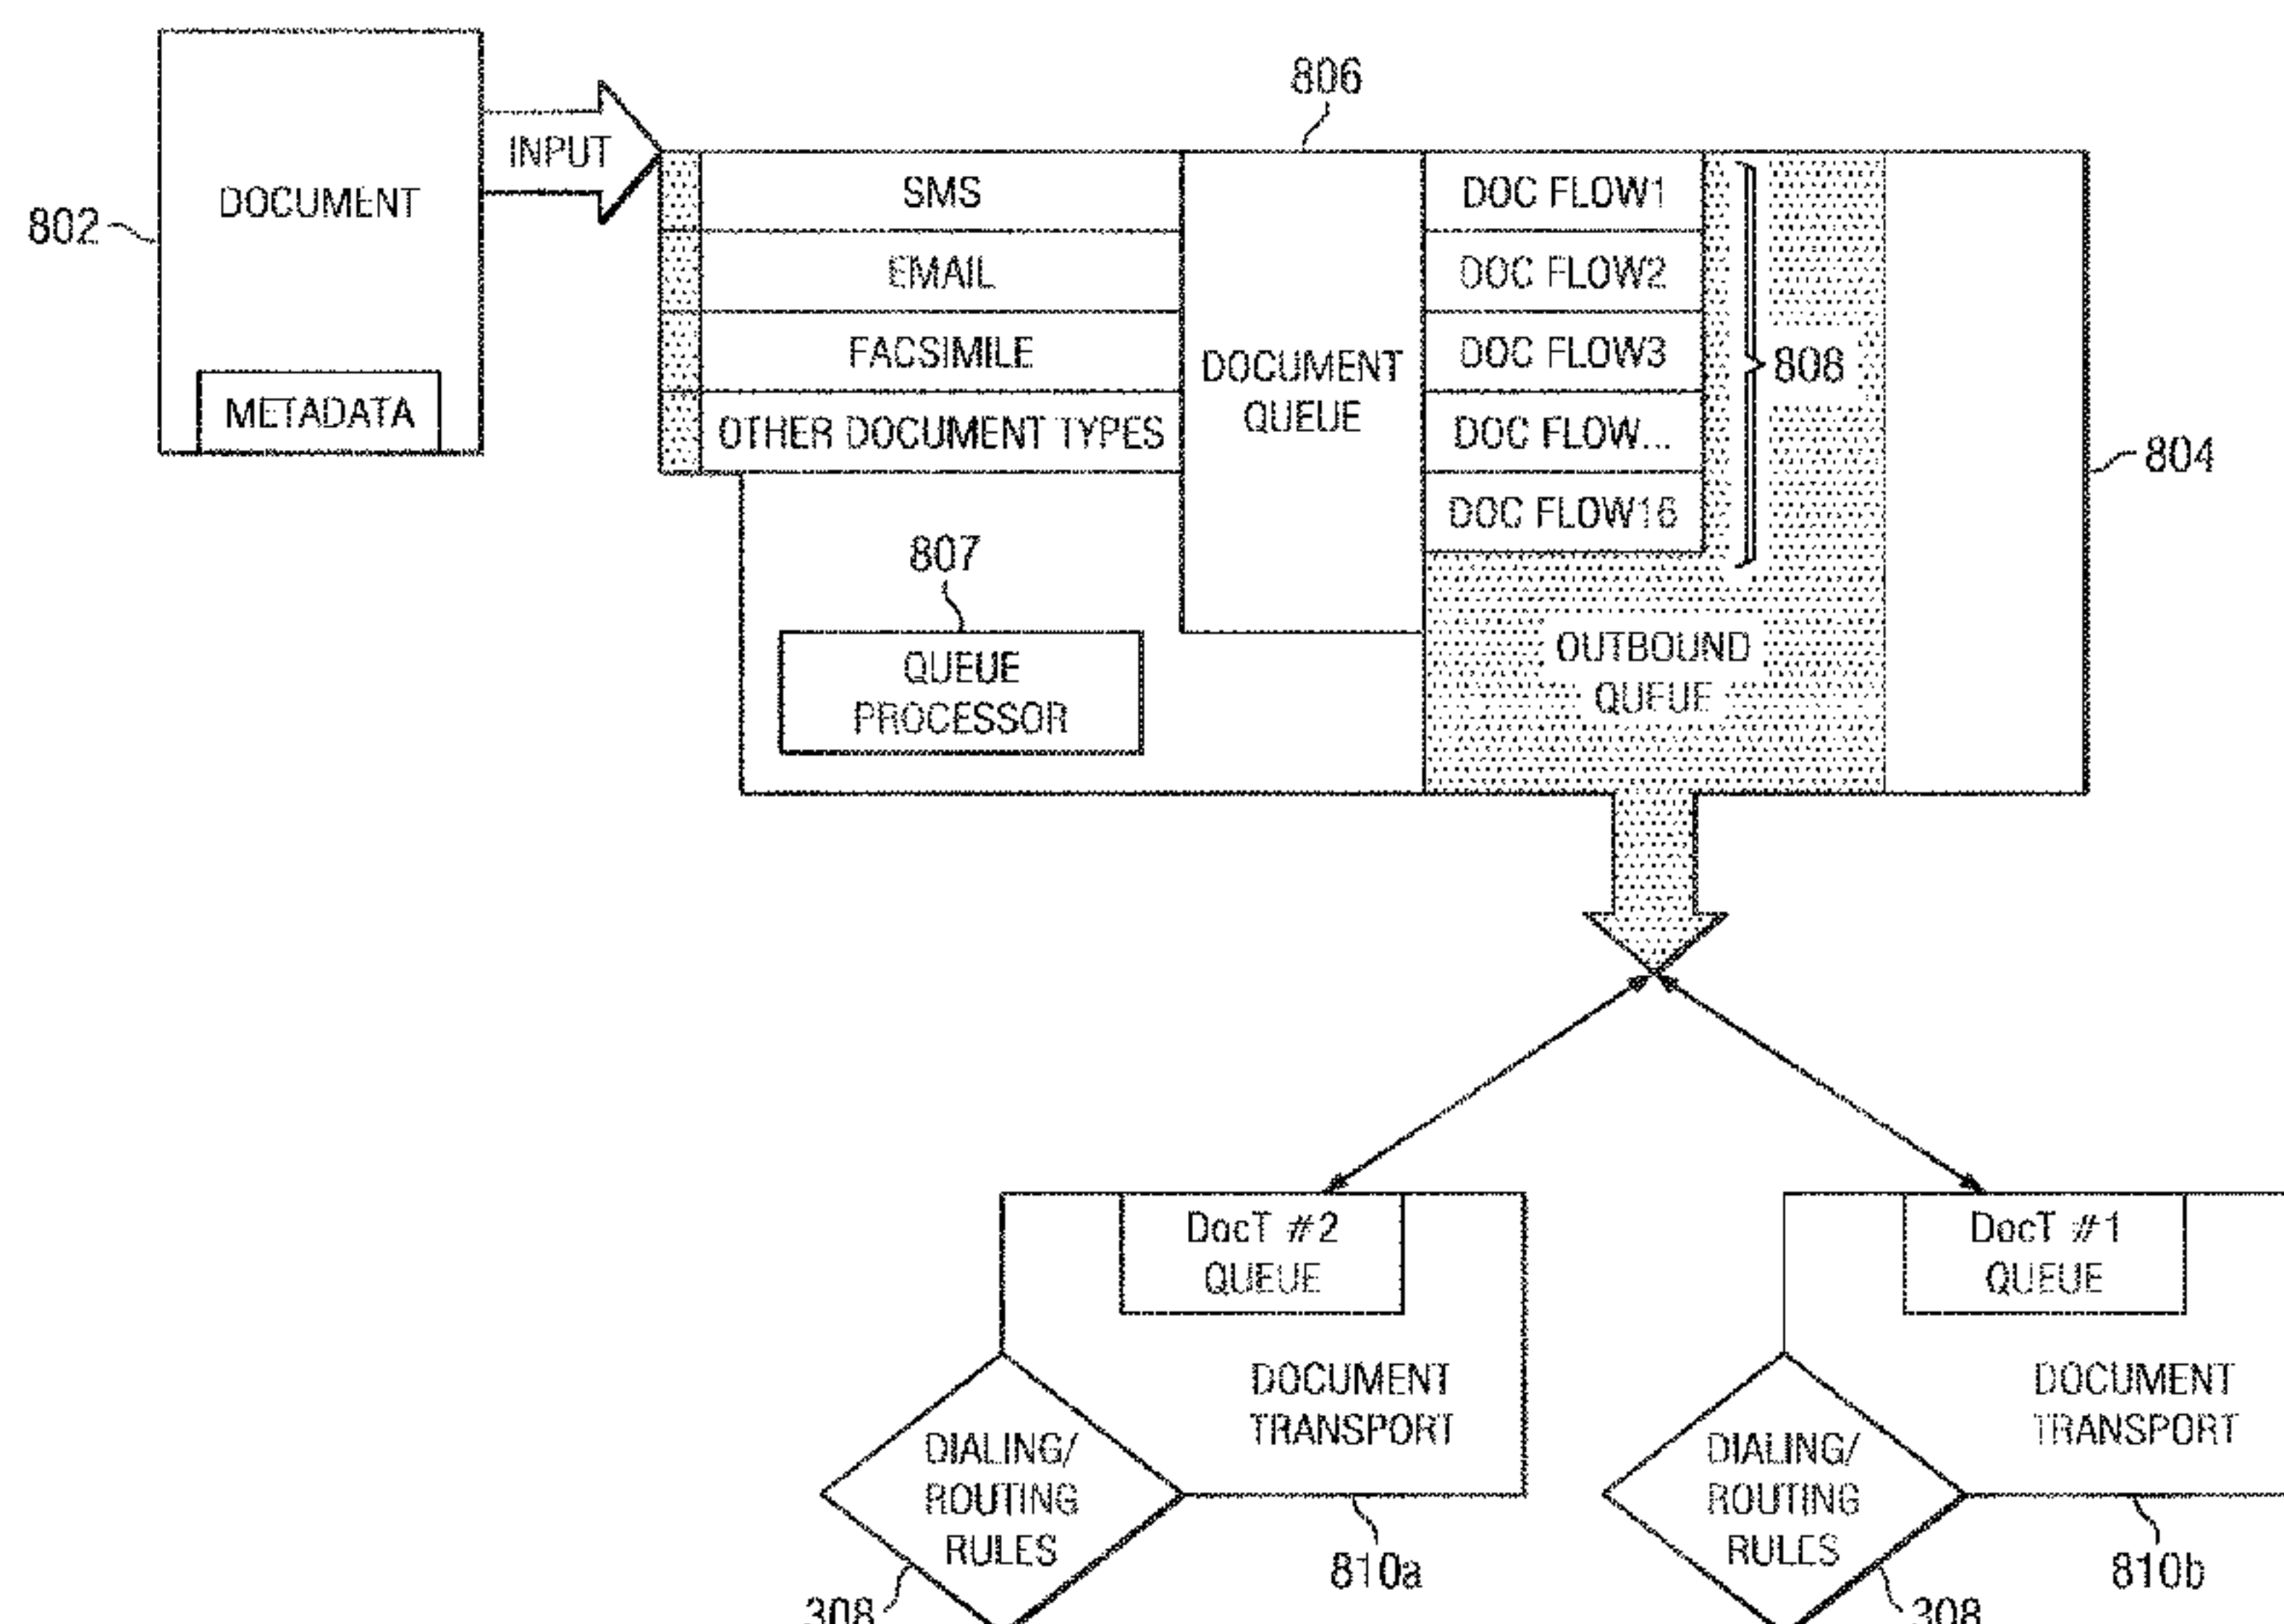 806
INPUT
DOCUMENT
802
METADATA
SMS
EMAIL
FACSIMILE
OTHER DOCUMENT TYPES
DOCUMENT
QUEUE
DOC FLOW1
DOC FLOW2
DOC FLOW3
DOC FLOW...
DOC FLOW16
808
804
807
QUEUE
PROCESSOR
OUTBOUND
QUEUE
DocT #2
QUEUE
DOCUMENT
TRANSPORT
DIALING/
ROUTING
RULES
810a
308
DocT #1
QUEUE
DOCUMENT
TRANSPORT
DIALING/
ROUTING
RULES
810b
308